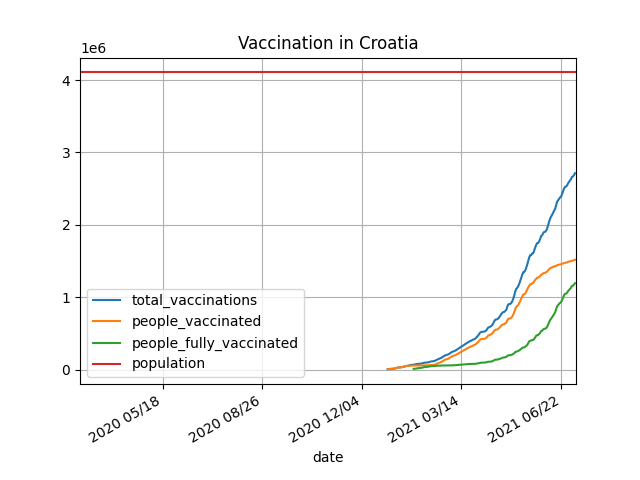 Vaccination in Croatia
1e6
4
3
2
1
0
total_vaccinations
people_vaccinated
people_fully_vaccinated
population
2020 05/18
2020 08/26
2020 12/04
2021 03/14
2021 06/22
date